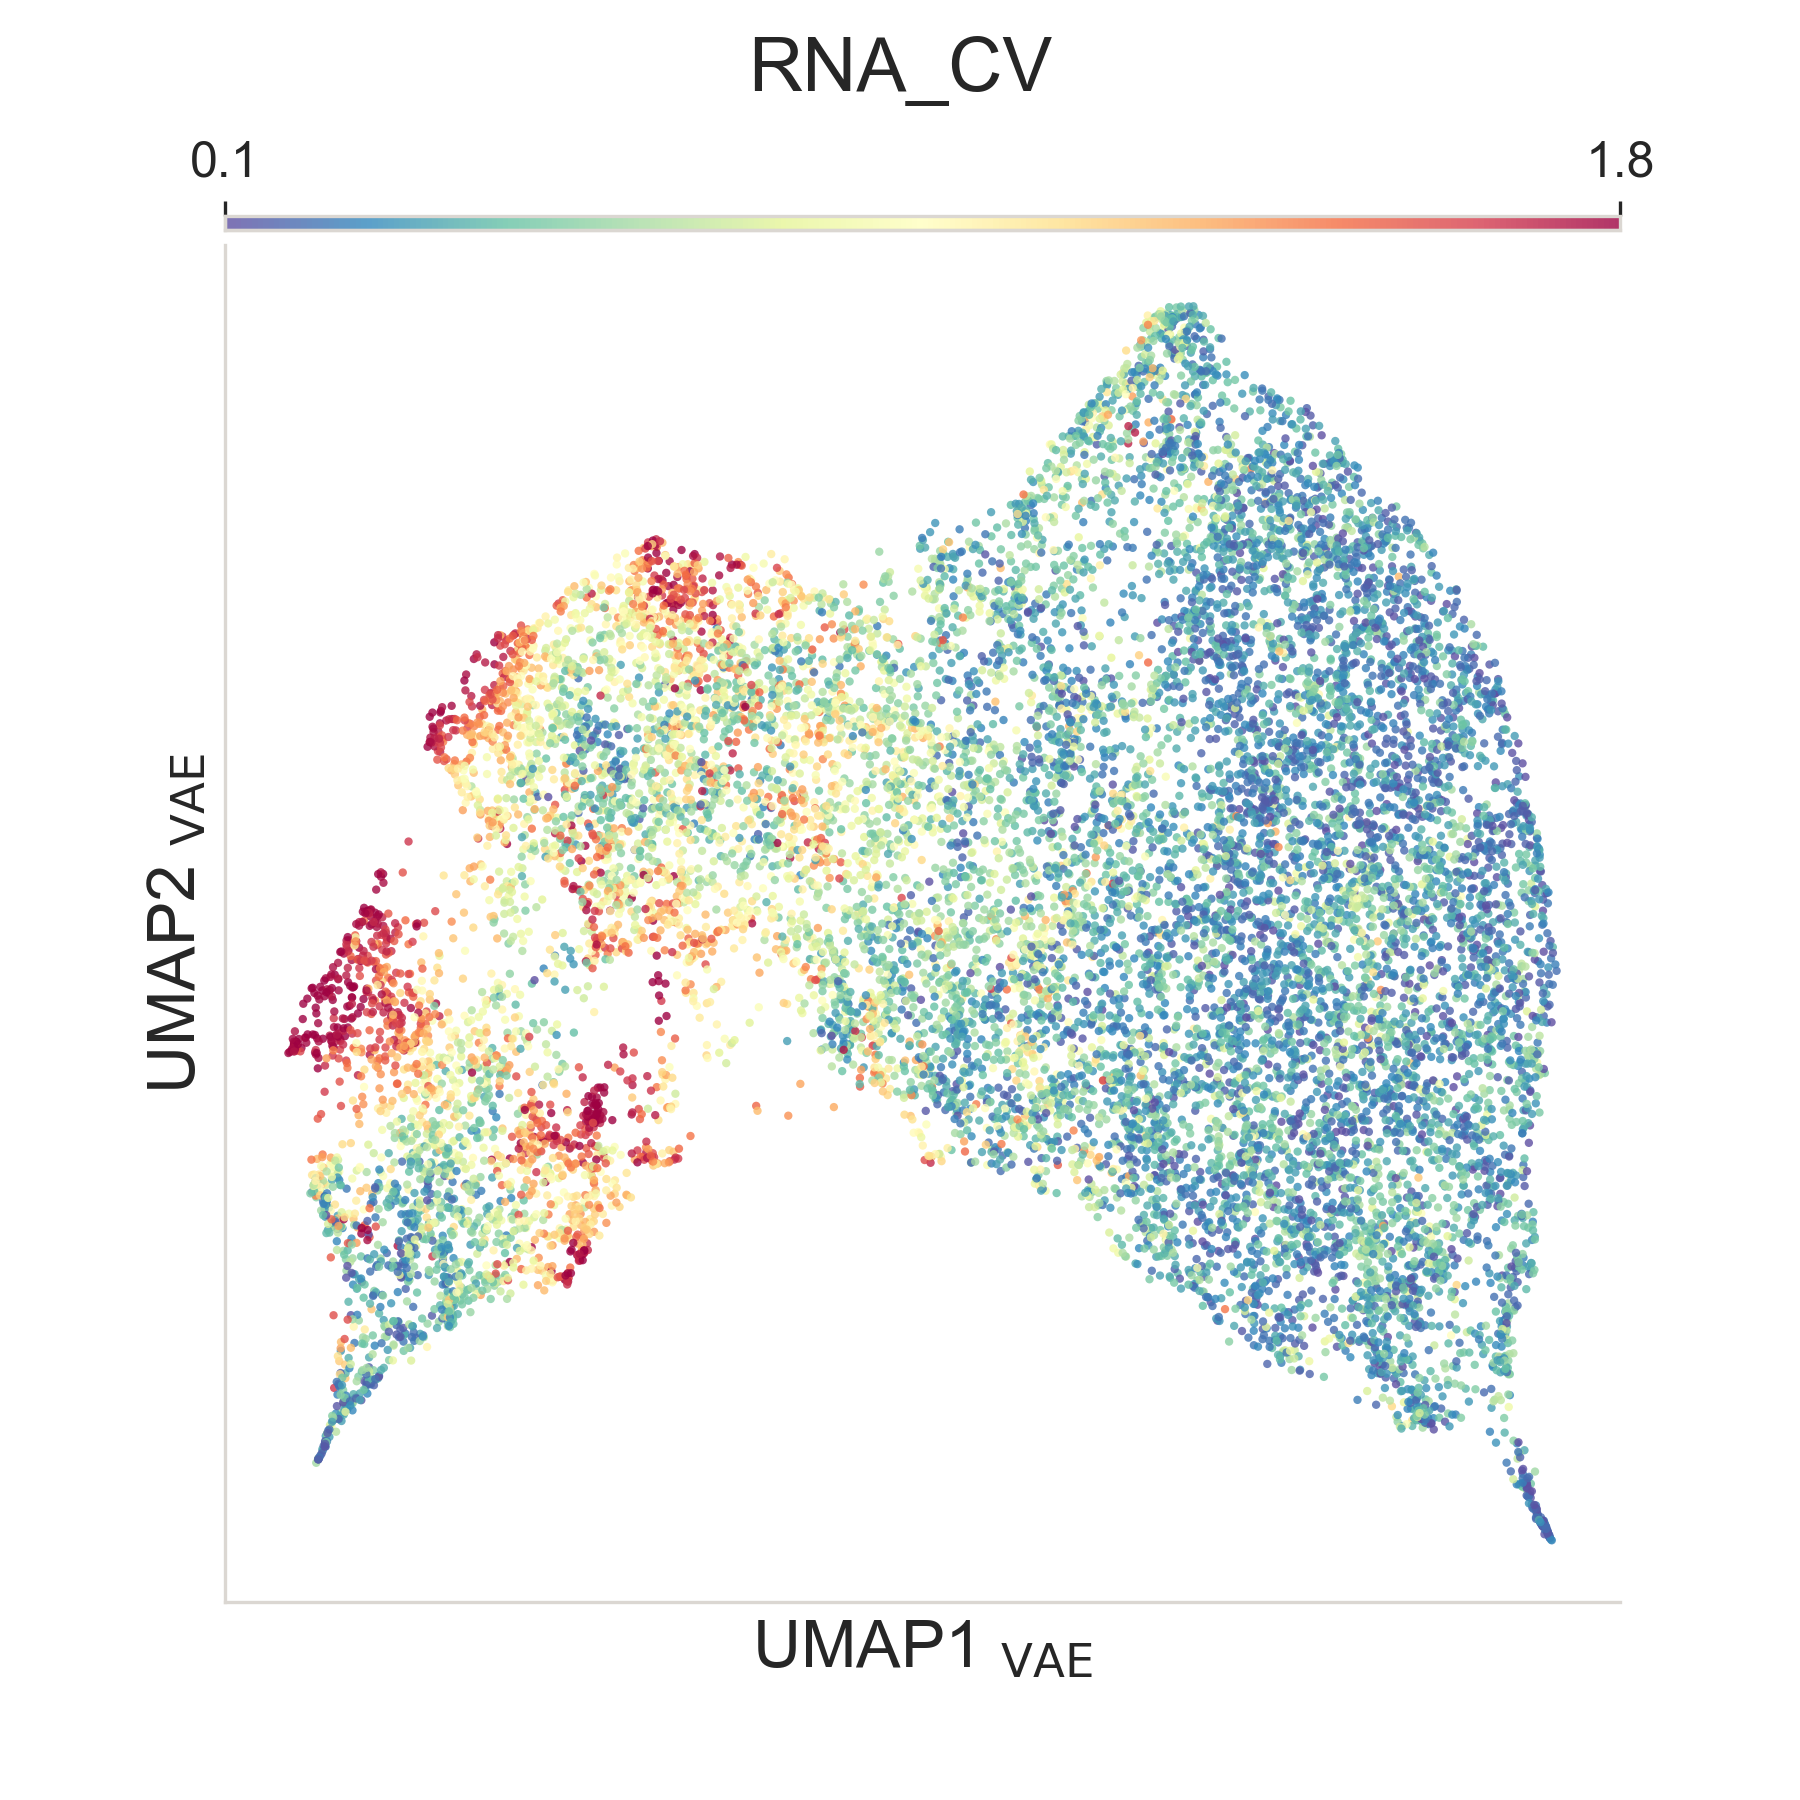 RNA_CV
0.1 1.8
UMAP2 VAE
UMAP1 VAE